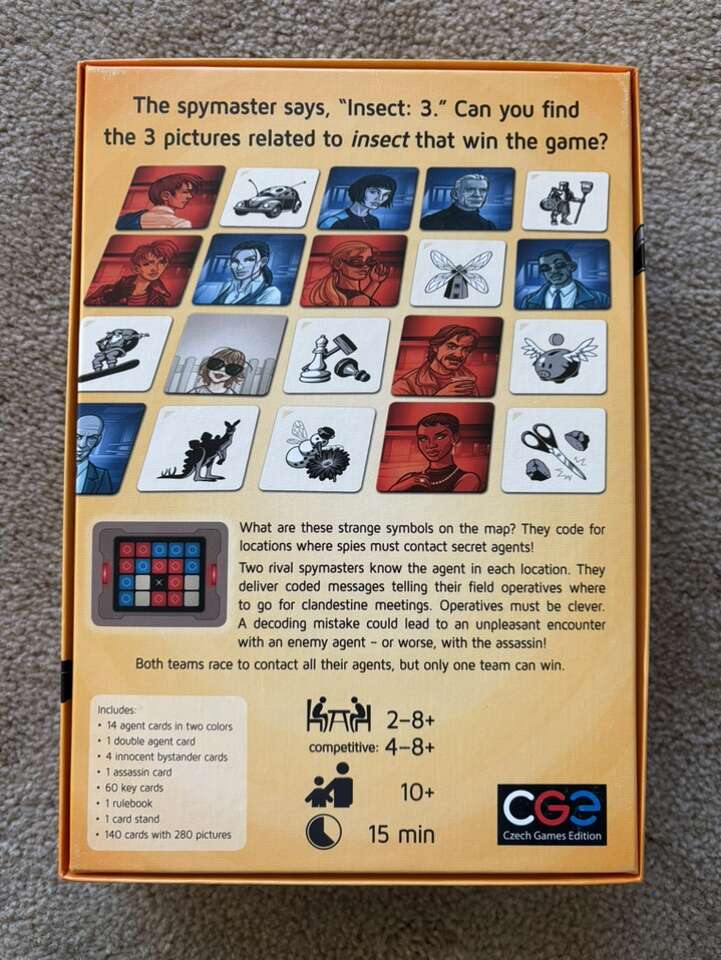 The spymaster says, “Insect: 3.” Can you find
the 3 pictures related to insect that win the game?
What are these strange symbols on the map? They code for
locations where spies must contact secret agents!
Two rival spymasters know the agent in each location. They
deliver coded messages telling their field operatives where
to go for clandestine meetings. Operatives must be clever.
A decoding mistake could lead to an unpleasant encounter
with an enemy agent – or worse, with the assassin!
Both teams race to contact all their agents, but only one team can win.
Includes:
• 14 agent cards in two colors
• 1 double agent card
• 4 innocent bystander cards
• 1 assassin card
• 60 key cards
• 1 rulebook
• 1 card stand
• 140 cards with 280 pictures
2–8+
competitive: 4–8+
10+
15 min
CGE
Czech Games Edition